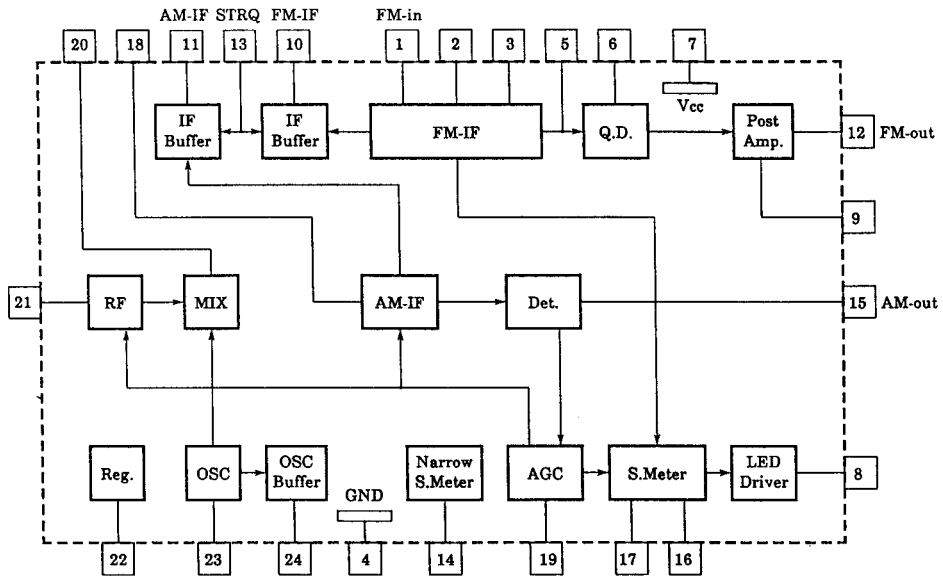 AM-IF STRQ FM-IF FM-in
20 18 11 13 10 1 2 3 5 6 7
Vcc
IF
Buffer
IF
Buffer
FM-IF
Q.D.
Post
Amp.
12 FM-out
9
21
RF
MIX
AM-IF
Det.
15 AM-out
Reg.
OSC
OSC
Buffer
GND
Narrow
S.Meter
AGC
S.Meter
LED
Driver
8
22 23 24 4 14 19 17 16